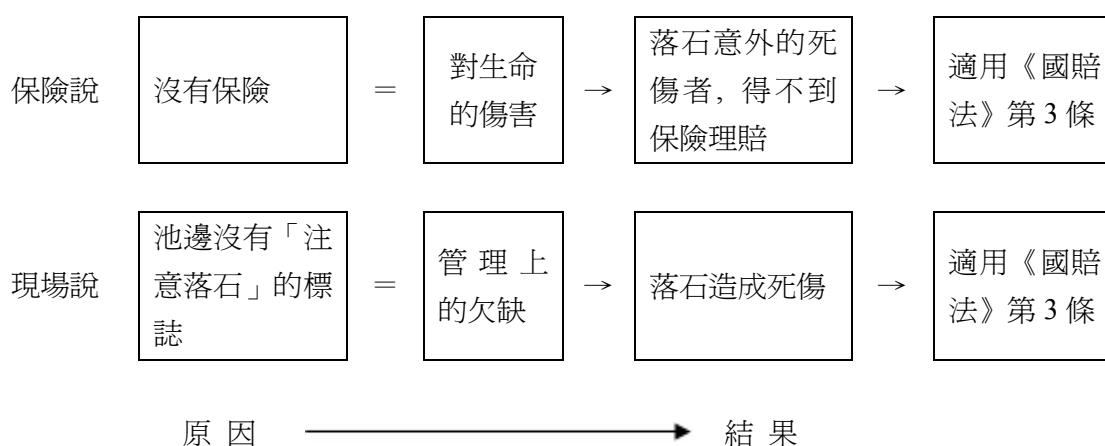 保險說
沒有保險
=
對生命
的傷害
→
落石意外的死
傷者,得不到
保險理賠
→
適用《國賠
法》第 3 條
現場說
池邊沒有「注
意落石」的標
誌
=
管理上
的欠缺
→
落石造成死傷
→
適用《國賠
法》第 3 條
原因
結果